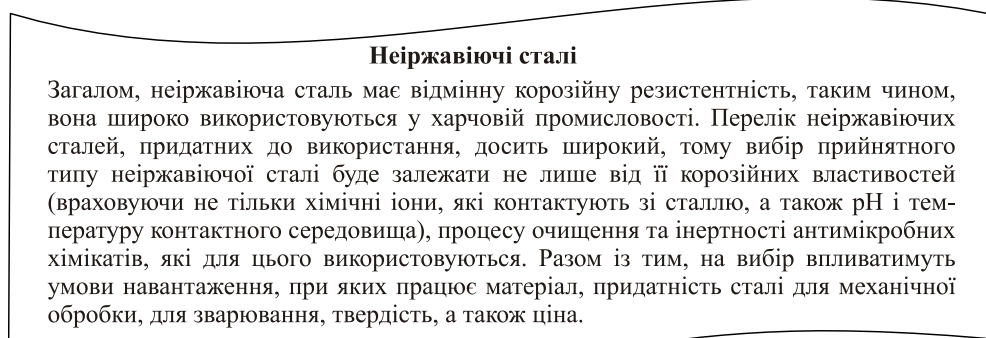 Неіржавіючі сталі
Загалом, неіржавіюча сталь має відмінну корозійну резистентність, таким чином,
вона широко використовуються у харчовій промисловості. Перелік неіржавіючих
сталей, придатних до використання, досить широкий, тому вибір прийнятного
типу неіржавіючої сталі буде залежати не лише від її корозійних властивостей
(враховуючи не тільки хімічні іони, які контактують зі сталлю, а також рН і тем-
пературу контактного середовища), процесу очищення та інертності антимікробних
хімікатів, які для цього використовуються. Разом із тим, на вибір впливатимуть
умови навантаження, при яких працює матеріал, придатність сталі для механічної
обробки, для зварювання, твердість, а також ціна.